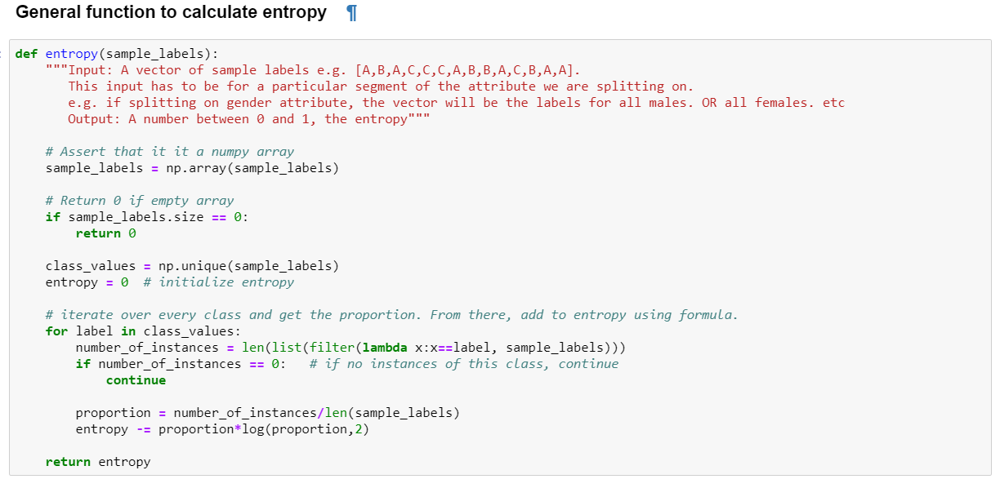 General function to calculate entropy ¶
def entropy(sample_labels):
"""Input: A vector of sample labels e.g. [A,B,A,C,C,C,A,B,B,A,C,B,A,A].
This input has to be for a particular segment of the attribute we are splitting on.
e.g. if splitting on gender attribute, the vector will be the labels for all males. OR all females. etc
Output: A number between 0 and 1, the entropy"""
# Assert that it it a numpy array
sample_labels = np.array(sample_labels)
# Return 0 if empty array
if sample_labels.size == 0:
return 0
class_values = np.unique(sample_labels)
entropy = 0  # initialize entropy
# iterate over every class and get the proportion. From there, add to entropy using formula.
for label in class_values:
number_of_instances = len(list(filter(lambda x:x==label, sample_labels)))
if number_of_instances == 0:   # if no instances of this class, continue
continue
proportion = number_of_instances/len(sample_labels)
entropy -= proportion*log(proportion,2)
return entropy